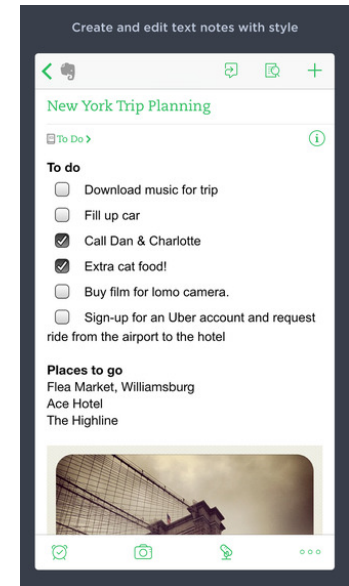 Create and edit text notes with style
New York Trip Planning
To Do >
To do
Download music for trip
Fill up car
Call Dan & Charlotte
Extra cat food!
Buy film for lomo camera.
Sign-up for an Uber account and request
ride from the airport to the hotel
Places to go
Flea Market, Williamsburg
Ace Hotel
The Highline